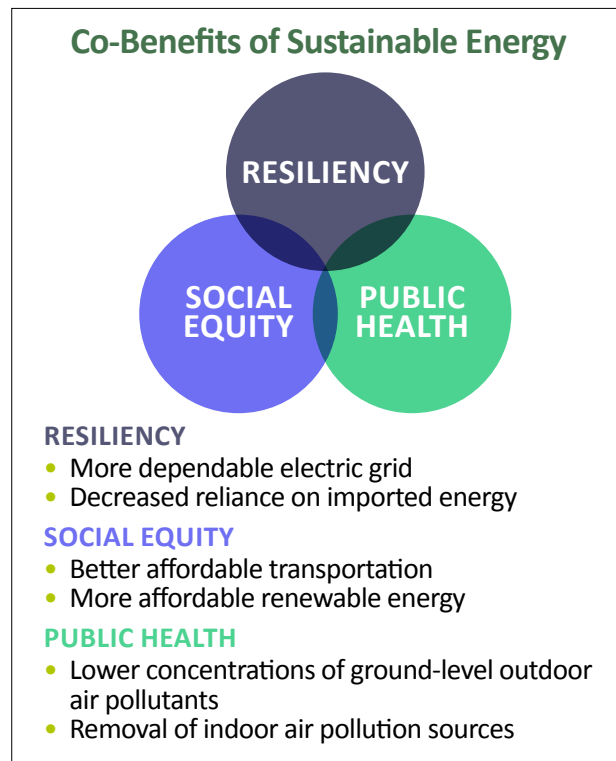 Co-Benefits of Sustainable Energy
RESILIENCY
SOCIAL
EQUITY
PUBLIC
HEALTH
RESILIENCY
• More dependable electric grid
• Decreased reliance on imported energy
SOCIAL EQUITY
• Better affordable transportation
• More affordable renewable energy
PUBLIC HEALTH
• Lower concentrations of ground-level outdoor
air pollutants
• Removal of indoor air pollution sources